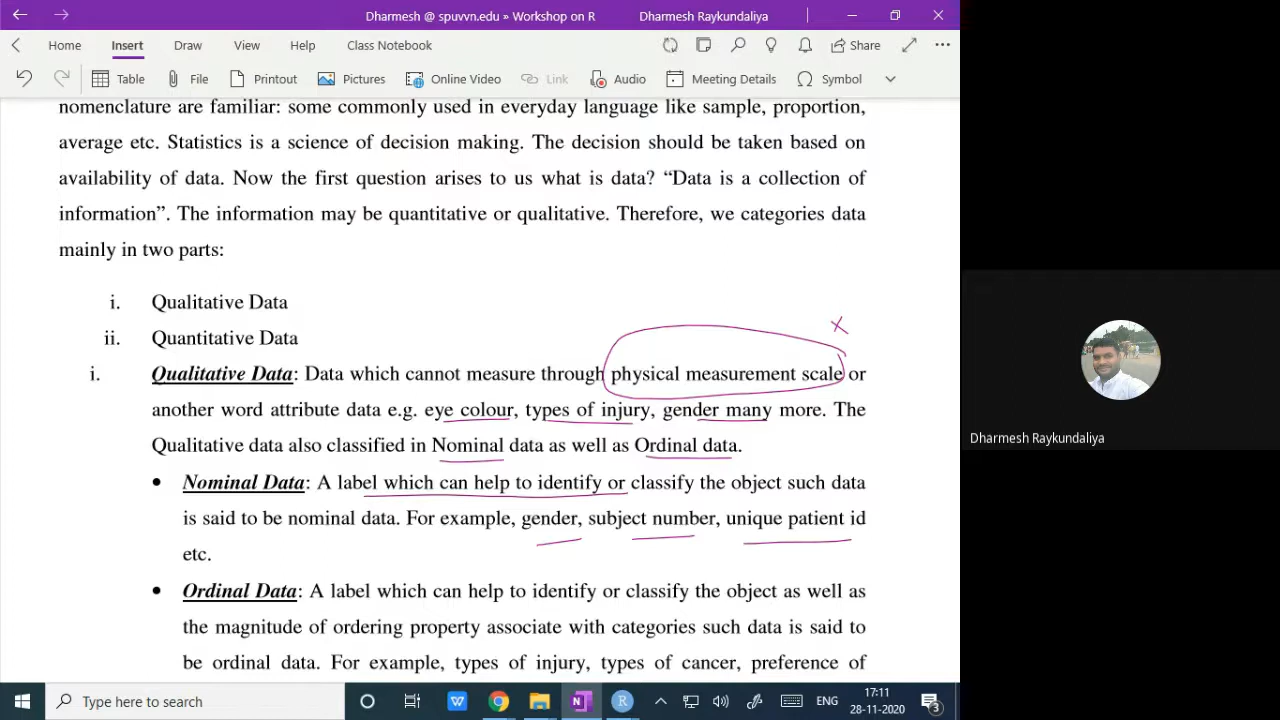 Dharmesh @ spuvvn.edu » Workshop on R
Dharmesh Raykundaliya
Home Insert Draw View Help Class Notebook Share
Table File Printout Pictures Online Video Link Audio Meeting Details Symbol
nomenclature are familiar: some commonly used in everyday language like sample, proportion,
average etc. Statistics is a science of decision making. The decision should be taken based on
availability of data. Now the first question arises to us what is data? “Data is a collection of
information”. The information may be quantitative or qualitative. Therefore, we categories data
mainly in two parts:
i. Qualitative Data
ii. Quantitative Data
i. Qualitative Data: Data which cannot measure through physical measurement scale or
another word attribute data e.g. eye colour, types of injury, gender many more. The
Qualitative data also classified in Nominal data as well as Ordinal data.
• Nominal Data: A label which can help to identify or classify the object such data
is said to be nominal data. For example, gender, subject number, unique patient id
etc.
• Ordinal Data: A label which can help to identify or classify the object as well as
the magnitude of ordering property associate with categories such data is said to
be ordinal data. For example, types of injury, types of cancer, preference of
Dharmesh Raykundaliya
Type here to search
ENG
17:11
28-11-2020
3